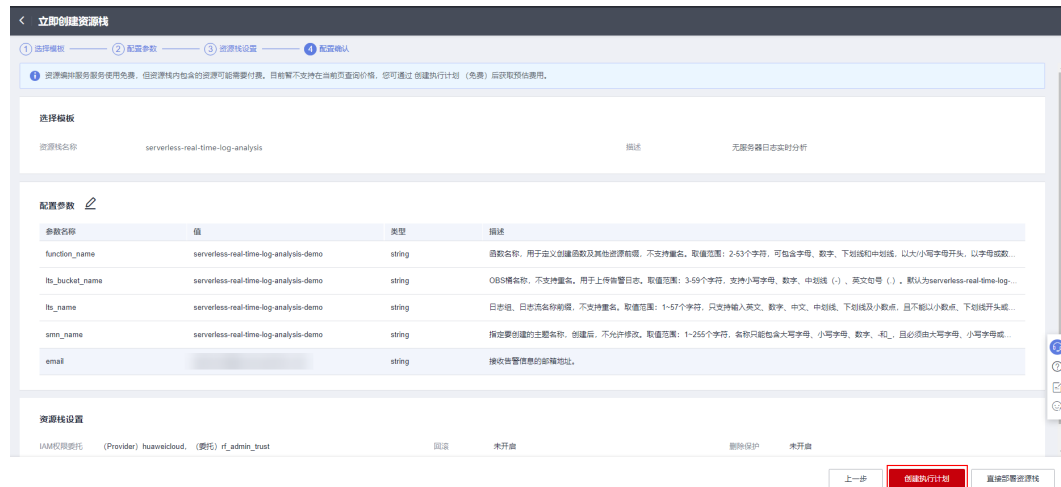 立即创建资源栈
1 选择模板 2 配置参数 3 资源栈设置 4 配置确认
资源编排服务服务使用免费，但资源栈内包含的资源可能需要付费。目前暂不支持在当前页查询价格，您可通过 创建执行计划 （免费）后获取预估费用。
选择模板
资源栈名称 serverless-real-time-log-analysis 描述 无服务器日志实时分析
配置参数
参数名称 值 类型 描述
function_name serverless-real-time-log-analysis-demo string 函数名称，用于定义创建函数及其他资源前缀，不支持重名。取值范围：2-53个字符，可包含字母、数字、下划线和中划线，以大/小写字母开头，以字母或数...
lts_bucket_name serverless-real-time-log-analysis-demo string OBS桶名称，不支持重名。用于上传告警日志。取值范围：3-59个字符，支持小写字母、数字、中划线（-）、英文句号（.）。默认为serverless-real-time-log-...
lts_name serverless-real-time-log-analysis-demo string 日志组、日志流名称前缀，不支持重名。取值范围：1~57个字符，只支持输入英文、数字、中文、中划线、下划线及小数点，且不能以小数点、下划线开头或...
smn_name serverless-real-time-log-analysis-demo string 指定要创建的主题名称，创建后，不允许修改。取值范围：1~255个字符，名称只能包含大写字母、小写字母、数字、-和_，且必须由大写字母、小写字母或...
email string 接收告警信息的邮箱地址。
资源栈设置
IAM权限委托 （Provider）huaweicloud，（委托）rf_admin_trust 回滚 未开启 删除保护 未开启
上一步 创建执行计划 直接部署资源栈